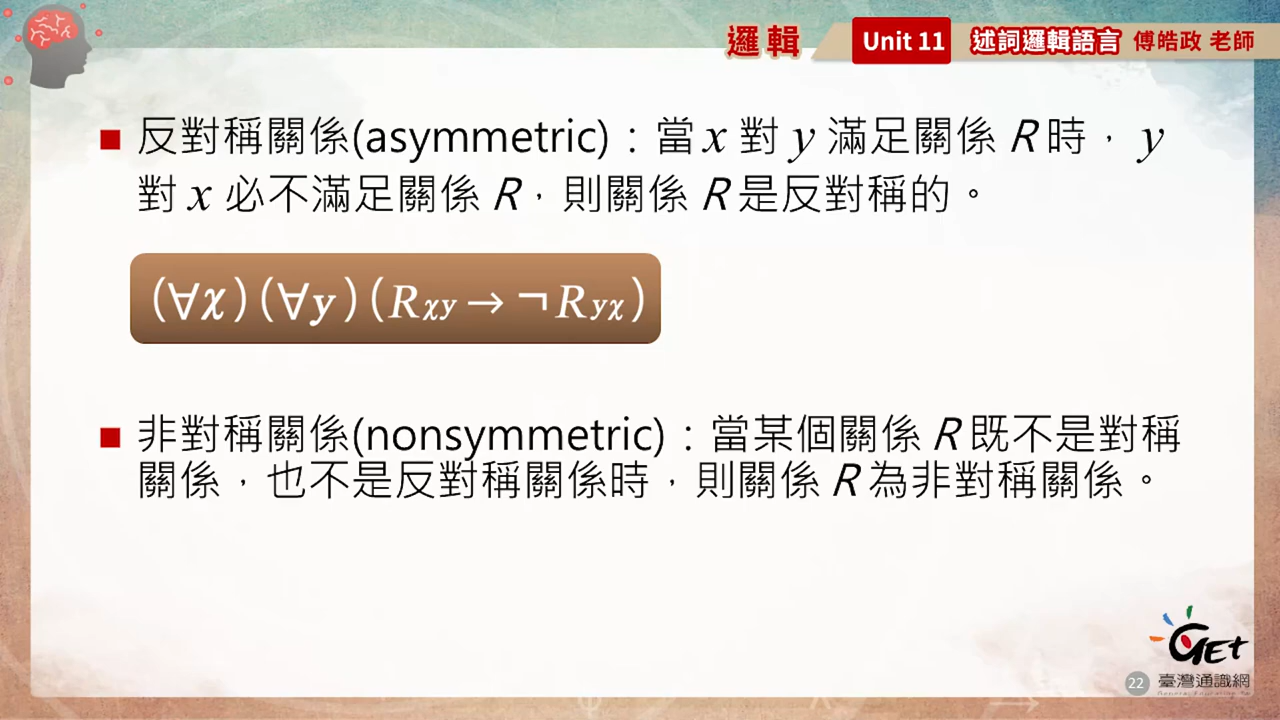 邏輯 Unit 11 述詞邏輯語言 傅皓政 老師
■ 反對稱關係(asymmetric)：當 x 對 y 滿足關係 R 時，y
對 x 必不滿足關係 R，則關係 R 是反對稱的。
(∀x)(∀y)(Rxy → ¬Ryx)
■ 非對稱關係(nonsymmetric)：當某個關係 R 既不是對稱
關係，也不是反對稱關係時，則關係 R 為非對稱關係。
GET
22 臺灣通識網